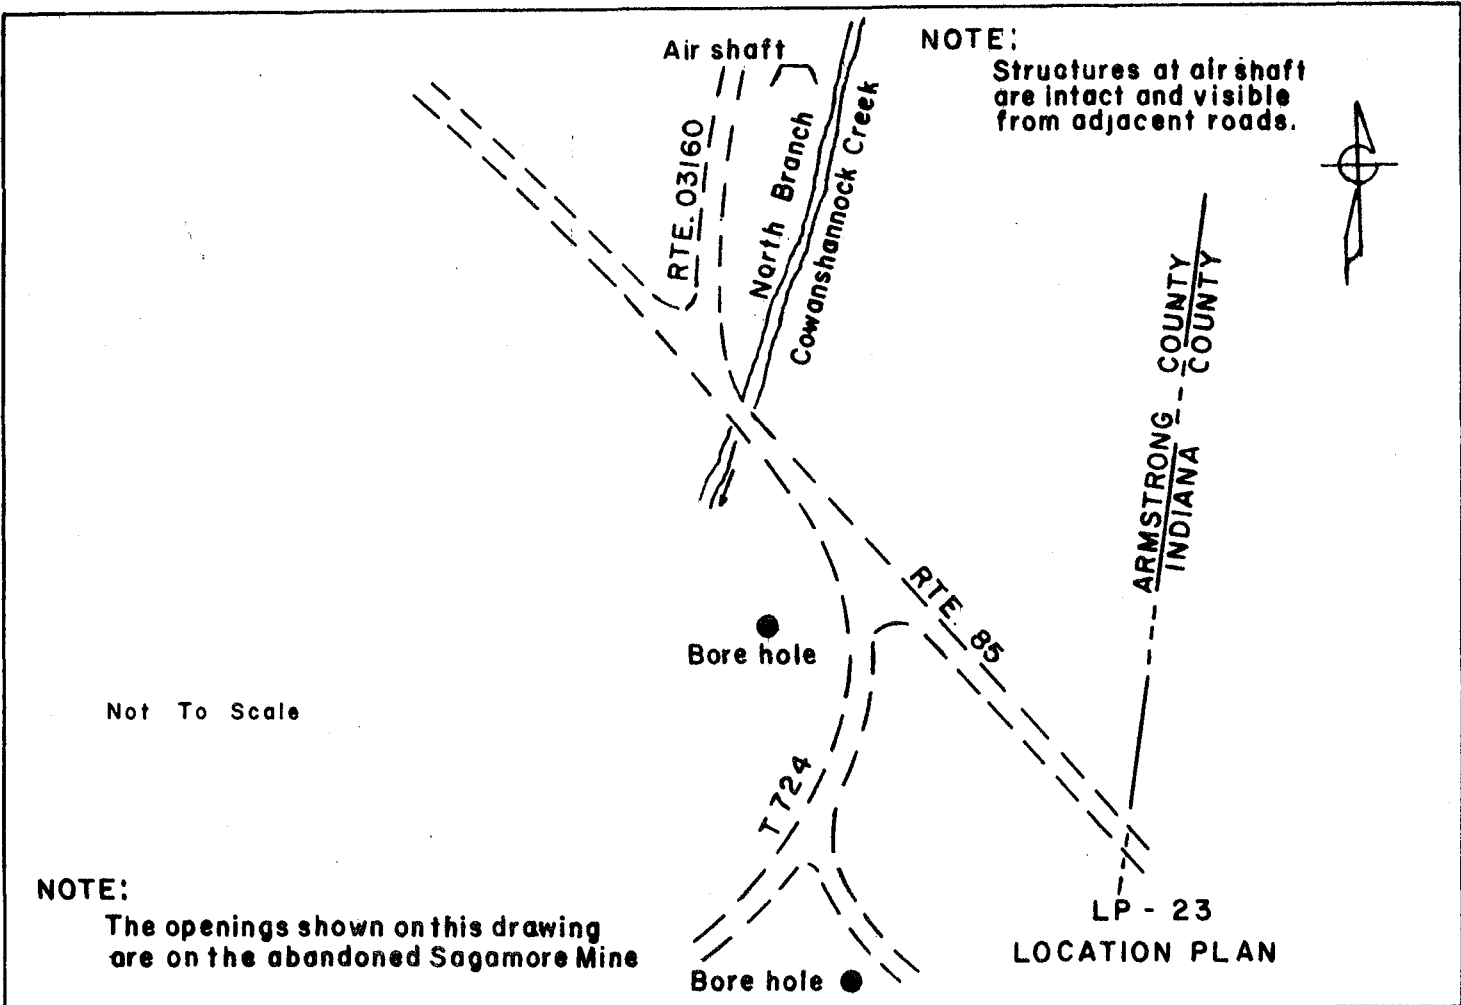 Air shaft
NOTE:
Structures at air shaft
are intact and visible
from adjacent roads.
RTE. 03160
North Branch
Cowanshannock Creek
ARMSTRONG COUNTY
INDIANA COUNTY
RTE. 85
Bore hole
Not To Scale
T 724
NOTE:
The openings shown on this drawing
are on the abandoned Sagamore Mine
Bore hole
LP - 23
LOCATION PLAN